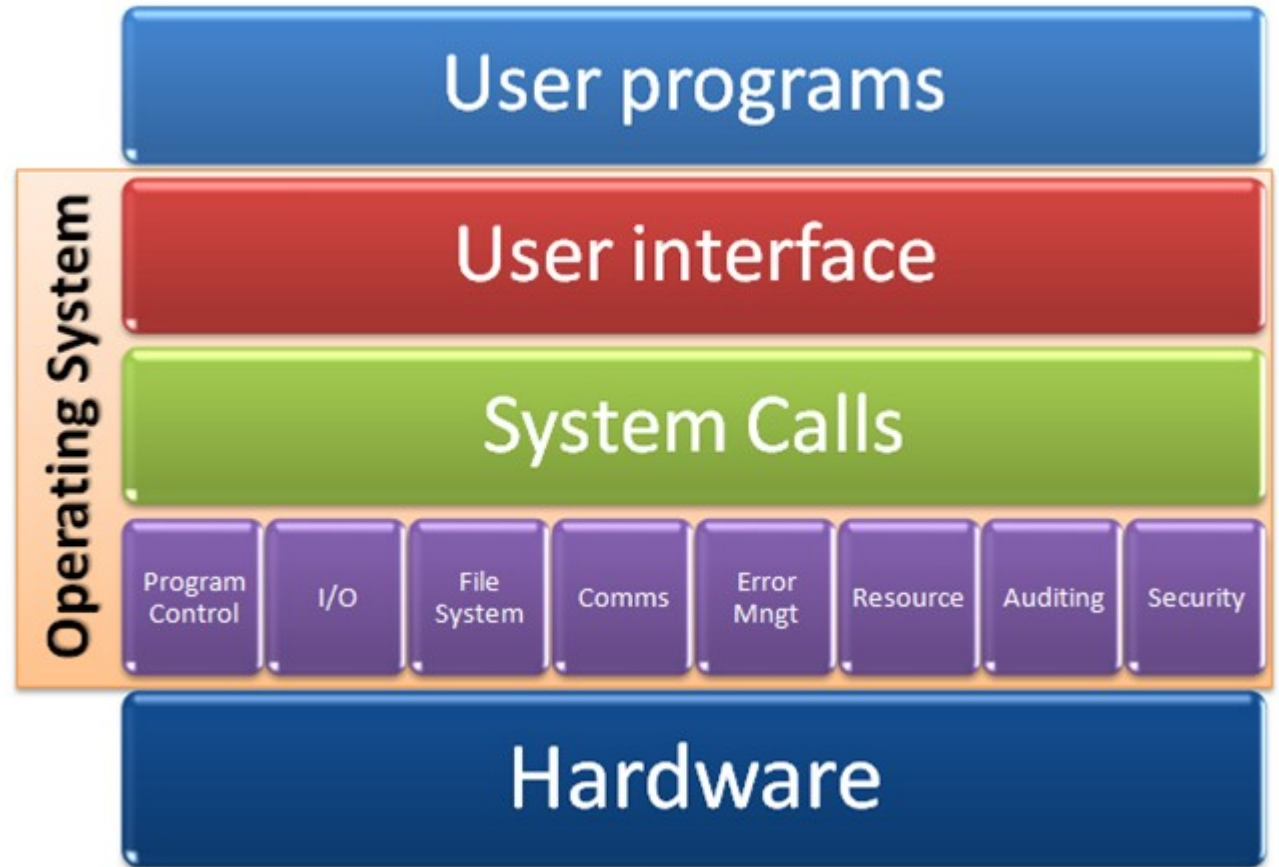 User programs
Operating System
User interface
System Calls
Program
Control
I/O
File
System
Comms
Error
Mngt
Resource
Auditing
Security
Hardware